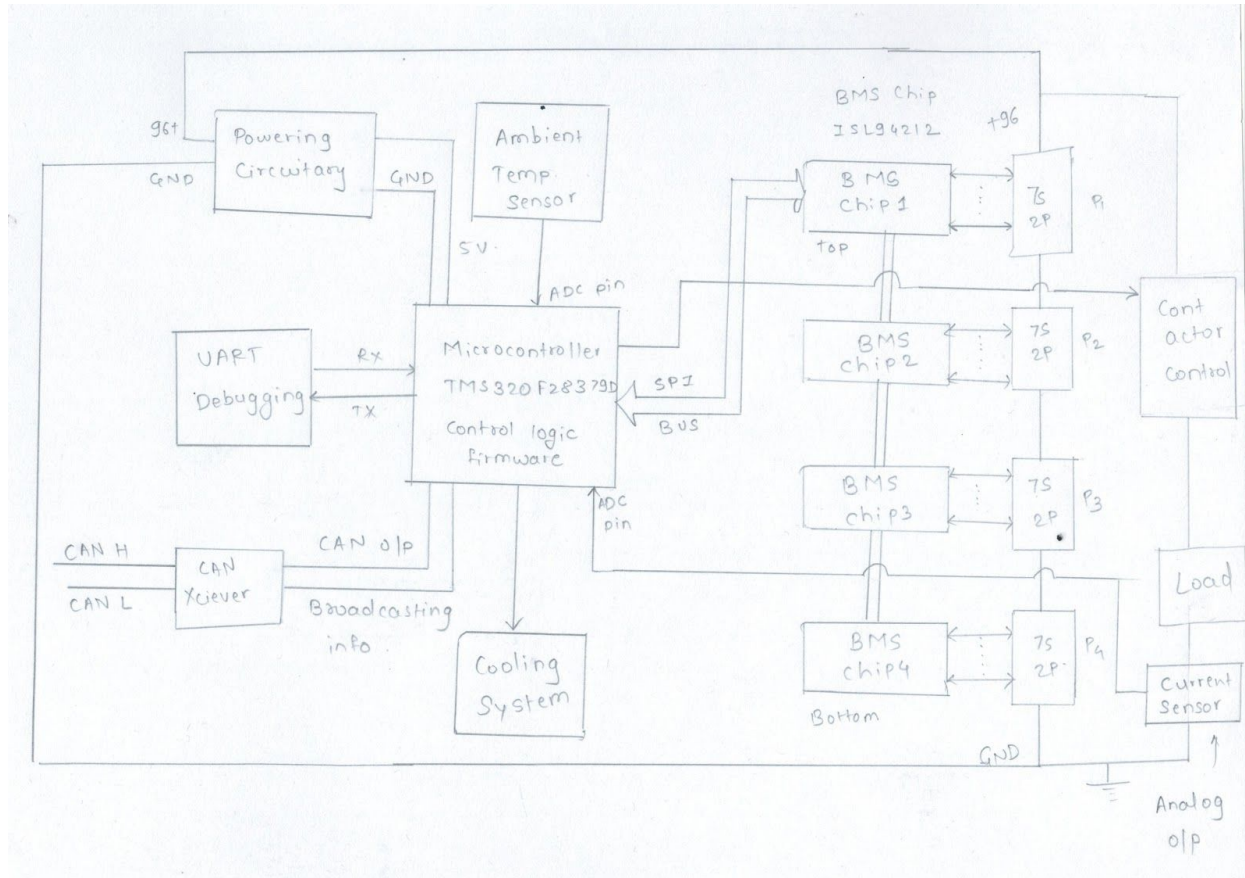 96+
GND
Powering
Circuitary
GND
5V
Ambient
Temp
Sensor
ADC pin
BMS Chip
ISL94212
+96
BMS
Chip1
Top
7S
2P
P1
UART
Debugging
Rx
Tx
Microcontroller
TMS320F28379D
Control logic
firmware
SPI
BUS
BMS
chip2
7S
2P
P2
Cont
actor
control
ADC
pin
BMS
chip3
7S
2P
P3
CAN H
CAN L
CAN
Xciever
CAN O/P
Broadcasting
info
Cooling
System
BMS
chip4
Bottom
7S
2P
P4
Load
Current
Sensor
GND
Analog
O/P